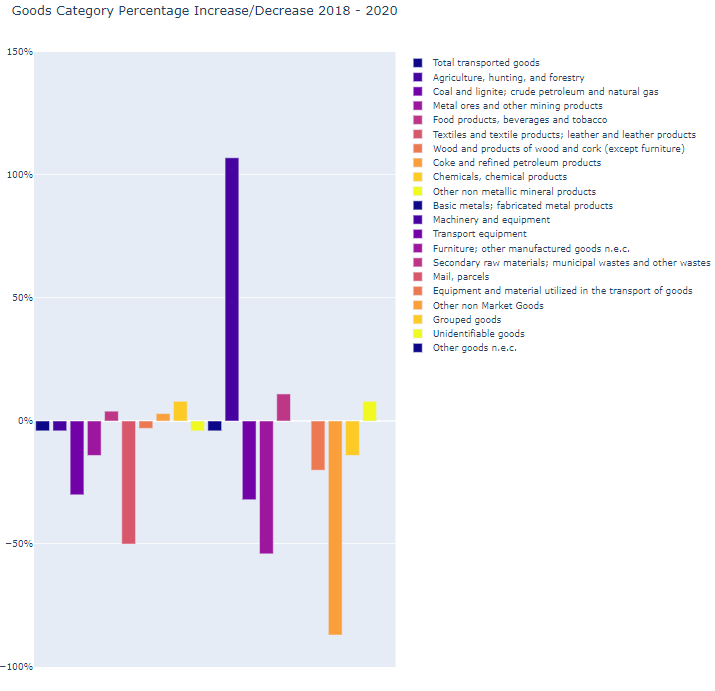 Goods Category Percentage Increase/Decrease 2018 - 2020
150%
100%
50%
0%
−50%
−100%
Total transported goods
Agriculture, hunting, and forestry
Coal and lignite; crude petroleum and natural gas
Metal ores and other mining products
Food products, beverages and tobacco
Textiles and textile products; leather and leather products
Wood and products of wood and cork (except furniture)
Coke and refined petroleum products
Chemicals, chemical products
Other non metallic mineral products
Basic metals; fabricated metal products
Machinery and equipment
Transport equipment
Furniture; other manufactured goods n.e.c.
Secondary raw materials; municipal wastes and other wastes
Mail, parcels
Equipment and material utilized in the transport of goods
Other non Market Goods
Grouped goods
Unidentifiable goods
Other goods n.e.c.